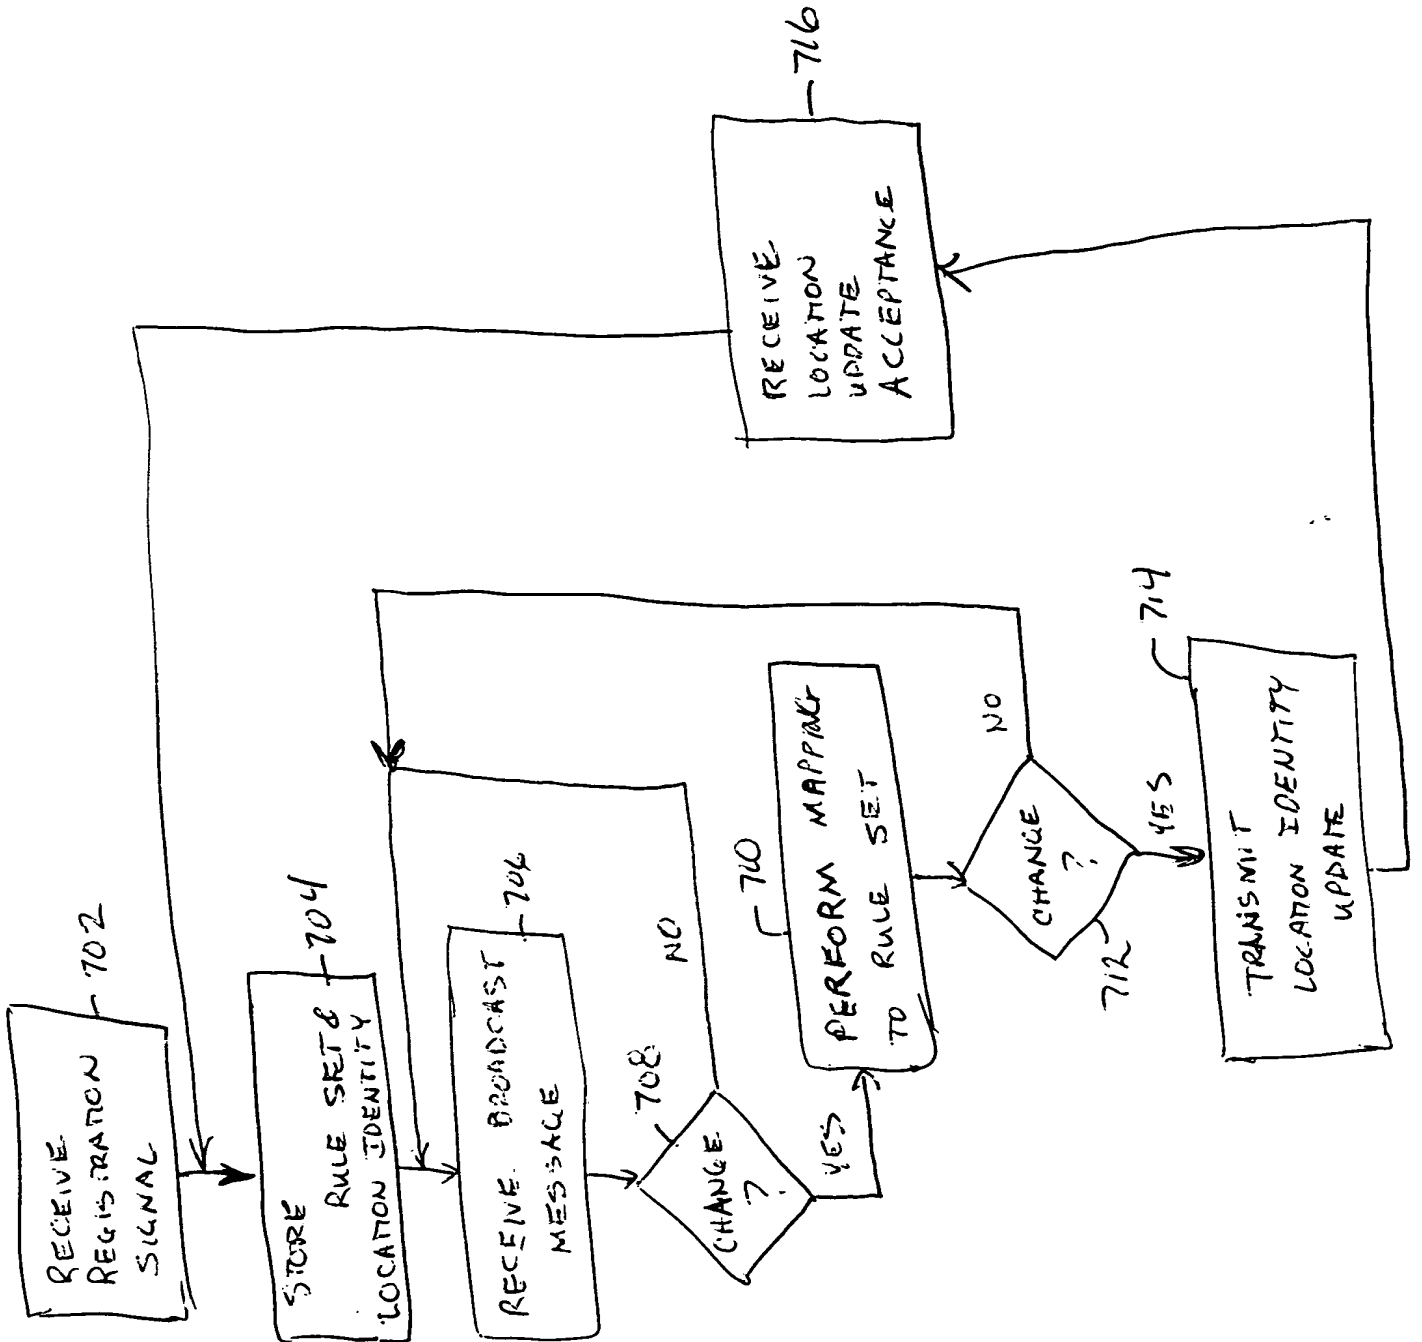 RECEIVE
REGISTRATION
SIGNAL
702
STORE
RULE SET &
LOCATION IDENTITY
704
RECEIVE BROADCAST
MESSAGE
706
CHANGE
?
708
NO
YES
PERFORM MAPPING
TO RULE SET
710
CHANGE
?
712
NO
YES
TRANSMIT
LOCATION IDENTITY
UPDATE
714
RECEIVE
LOCATION
UPDATE
ACCEPTANCE
716